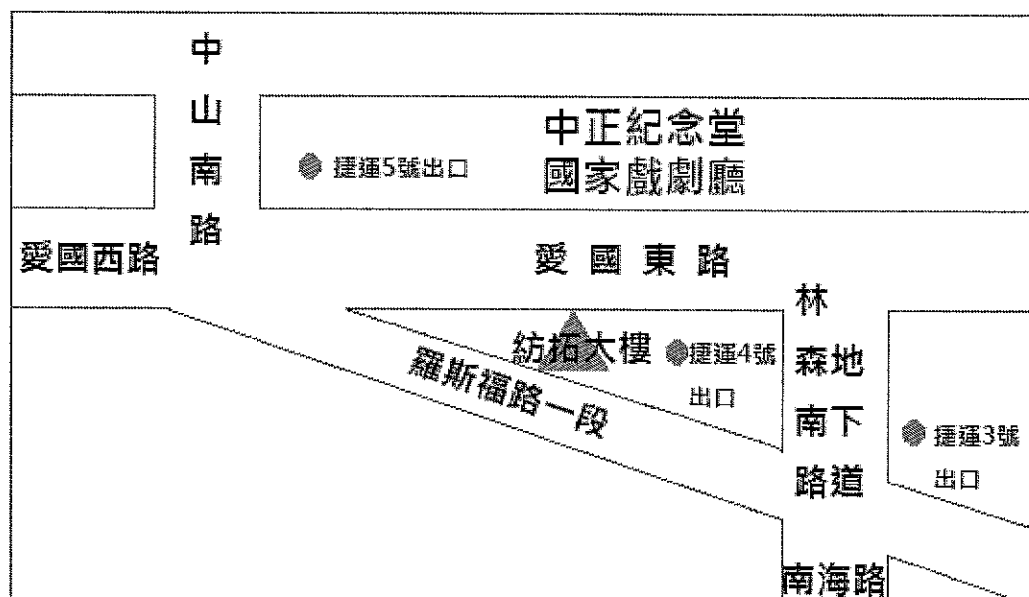 中山南路
中正紀念堂
國家戲劇廳
捷運5號出口
愛國西路
愛國東路
林森南路
地下道
紡拓大樓
捷運4號
出口
羅斯福路一段
捷運3號
出口
南海路